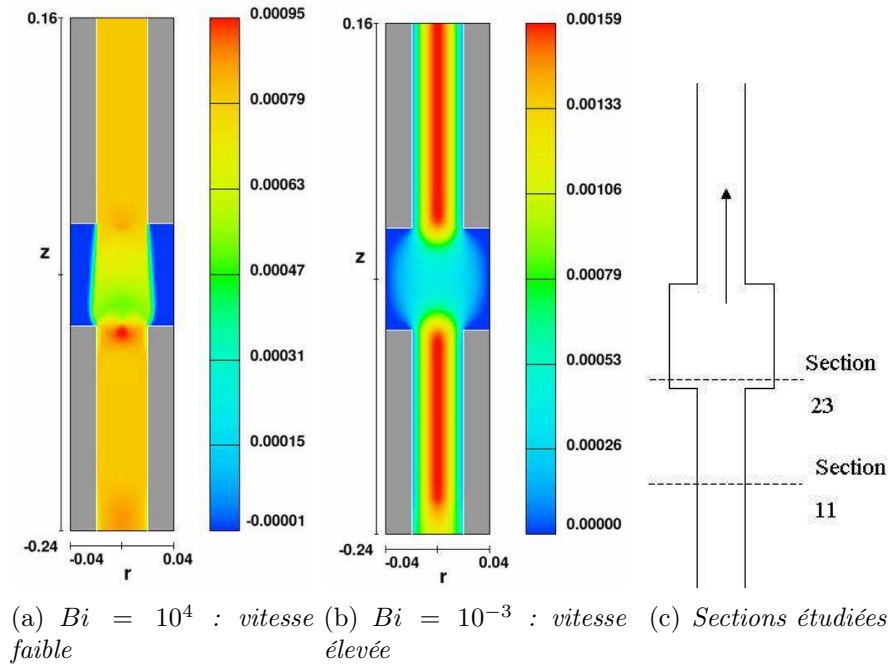 0.16
z
-0.24
-0.04
0.04
r
0.00095
0.00079
0.00063
0.00047
0.00031
0.00015
-0.00001
0.16
z
-0.24
-0.04
0.04
r
0.00159
0.00133
0.00106
0.00079
0.00053
0.00026
0.00000
Section
23
Section
11
(a) Bi = 10⁴ : vitesse
faible
(b) Bi = 10⁻³ : vitesse
élevée
(c) Sections étudiées